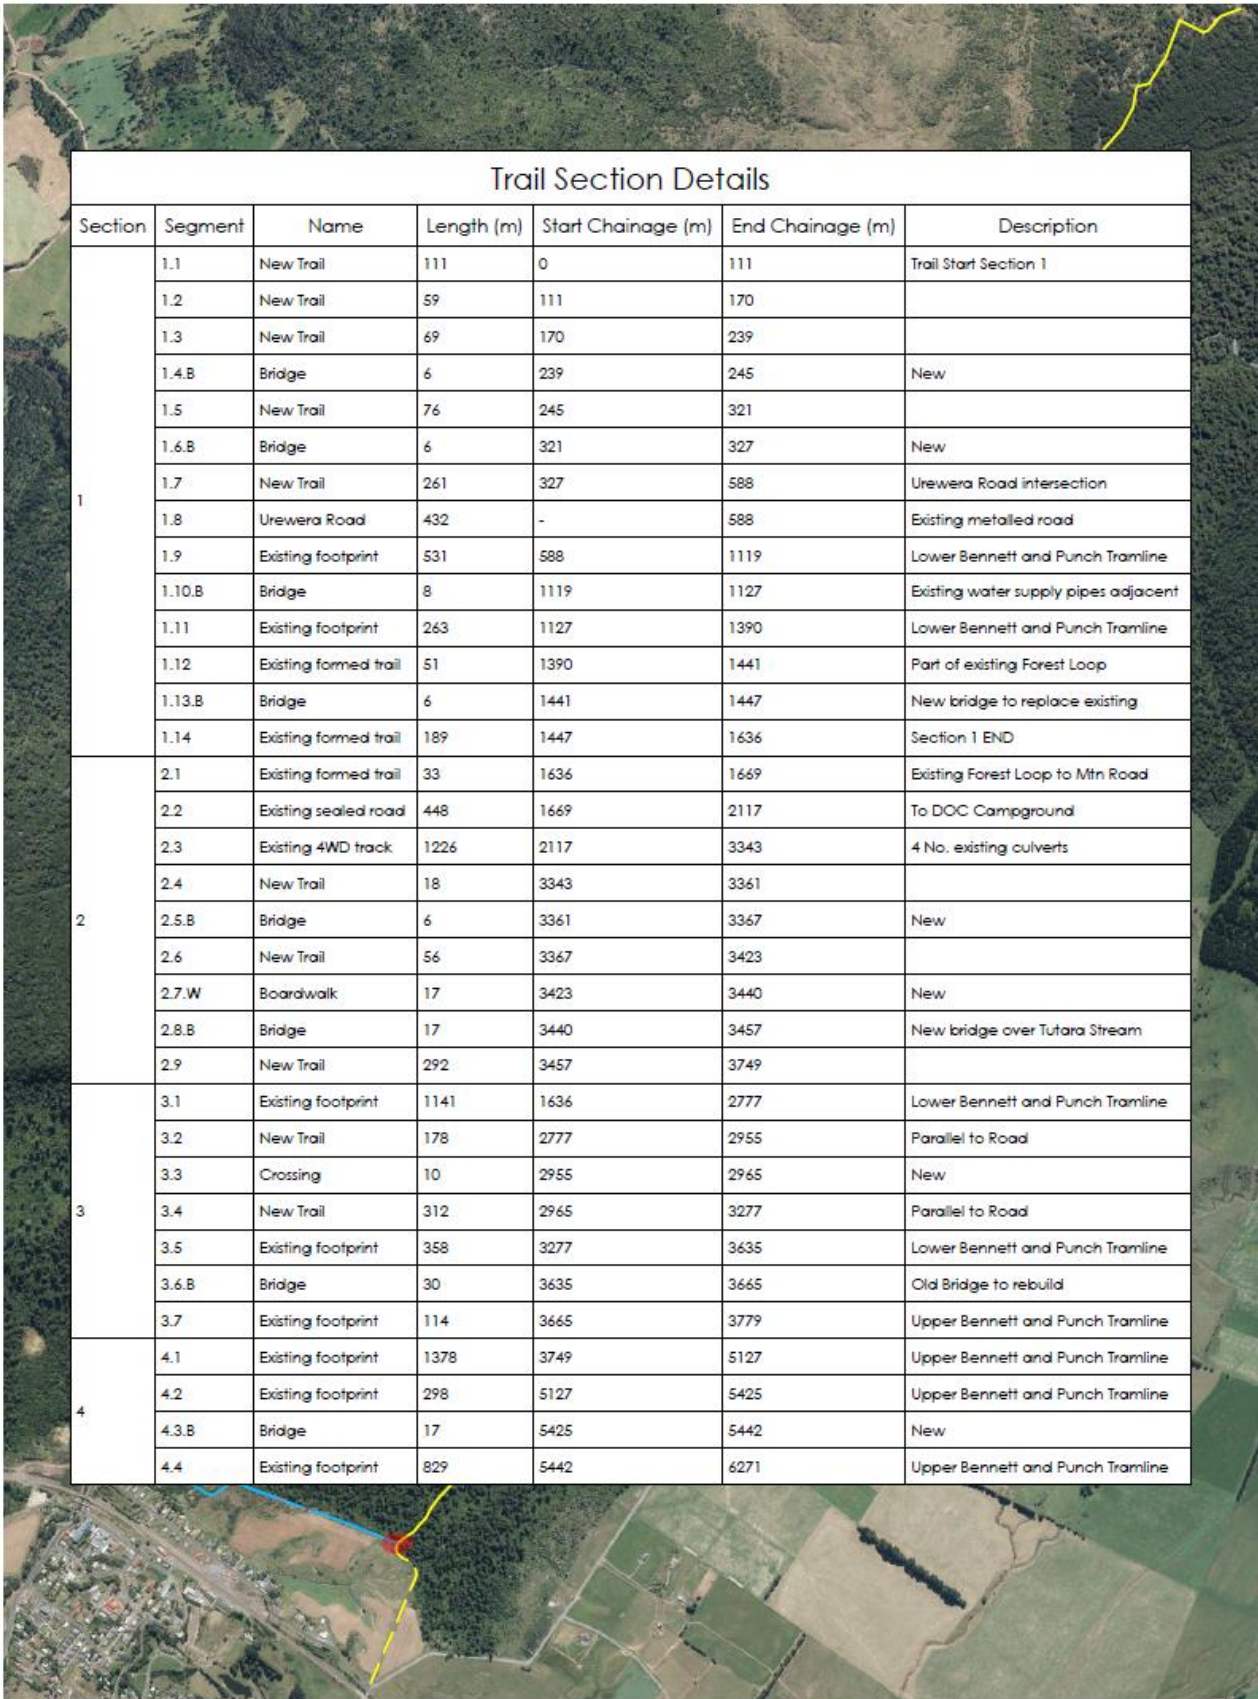 Trail Section Details
Section Segment Name Length (m) Start Chainage (m) End Chainage (m) Description
1
1.1 New Trail 111 0 111 Trail Start Section 1
1.2 New Trail 59 111 170
1.3 New Trail 69 170 239
1.4.B Bridge 6 239 245 New
1.5 New Trail 76 245 321
1.6.B Bridge 6 321 327 New
1.7 New Trail 261 327 588 Urewera Road intersection
1.8 Urewera Road 432 - 588 Existing metalled road
1.9 Existing footprint 531 588 1119 Lower Bennett and Punch Tramline
1.10.B Bridge 8 1119 1127 Existing water supply pipes adjacent
1.11 Existing footprint 263 1127 1390 Lower Bennett and Punch Tramline
1.12 Existing formed trail 51 1390 1441 Part of existing Forest Loop
1.13.B Bridge 6 1441 1447 New bridge to replace existing
1.14 Existing formed trail 189 1447 1636 Section 1 END
2
2.1 Existing formed trail 33 1636 1669 Existing Forest Loop to Mtn Road
2.2 Existing sealed road 448 1669 2117 To DOC Campground
2.3 Existing 4WD track 1226 2117 3343 4 No. existing culverts
2.4 New Trail 18 3343 3361
2.5.B Bridge 6 3361 3367 New
2.6 New Trail 56 3367 3423
2.7.W Boardwalk 17 3423 3440 New
2.8.B Bridge 17 3440 3457 New bridge over Tutara Stream
2.9 New Trail 292 3457 3749
3
3.1 Existing footprint 1141 1636 2777 Lower Bennett and Punch Tramline
3.2 New Trail 178 2777 2955 Parallel to Road
3.3 Crossing 10 2955 2965 New
3.4 New Trail 312 2965 3277 Parallel to Road
3.5 Existing footprint 358 3277 3635 Lower Bennett and Punch Tramline
3.6.B Bridge 30 3635 3665 Old Bridge to rebuild
3.7 Existing footprint 114 3665 3779 Upper Bennett and Punch Tramline
4
4.1 Existing footprint 1378 3749 5127 Upper Bennett and Punch Tramline
4.2 Existing footprint 298 5127 5425 Upper Bennett and Punch Tramline
4.3.B Bridge 17 5425 5442 New
4.4 Existing footprint 829 5442 6271 Upper Bennett and Punch Tramline